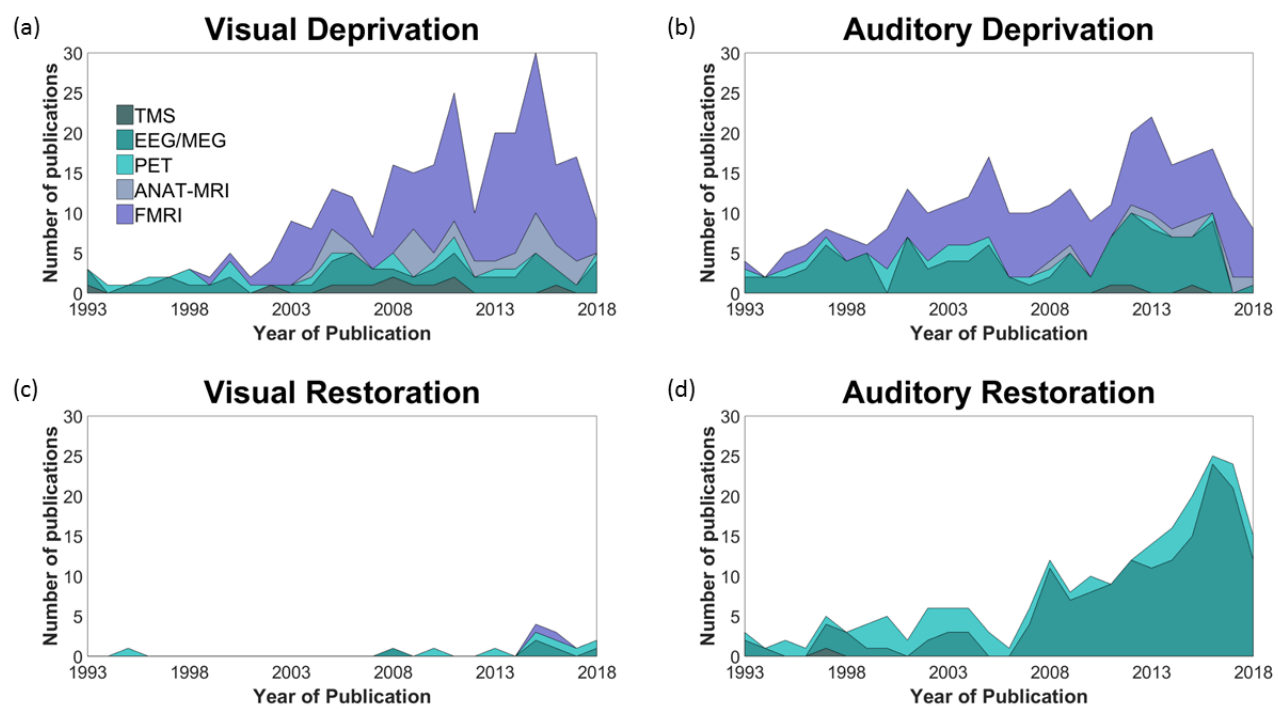 (a)
Visual Deprivation
Number of publications
30
25
20
15
10
5
0
TMS
EEG/MEG
PET
ANAT-MRI
FMRI
1993 1998 2003 2008 2013 2018
Year of Publication
(b)
Auditory Deprivation
Number of publications
30
25
20
15
10
5
0
1993 1998 2003 2008 2013 2018
Year of Publication
(c)
Visual Restoration
Number of publications
30
25
20
15
10
5
0
1993 1998 2003 2008 2013 2018
Year of Publication
(d)
Auditory Restoration
Number of publications
30
25
20
15
10
5
0
1993 1998 2003 2008 2013 2018
Year of Publication